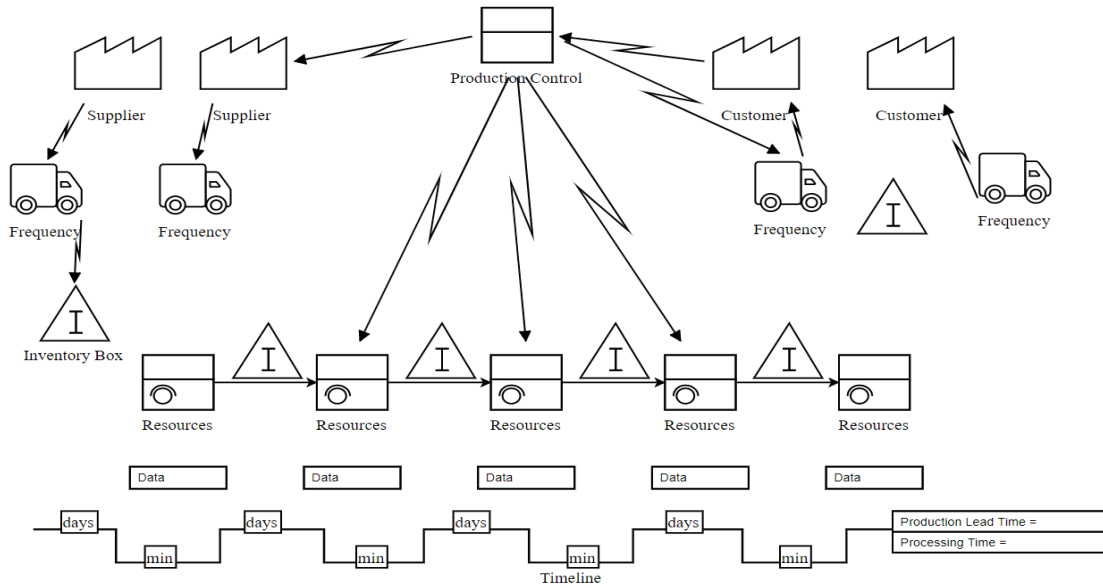 Production Control
Supplier
Supplier
Customer
Customer
Frequency
Frequency
Frequency
Frequency
I
I
Inventory Box
I
I
I
I
Resources
Resources
Resources
Resources
Resources
Data
Data
Data
Data
Data
days
days
days
days
min
min
min
min
Production Lead Time =
Processing Time =
Timeline